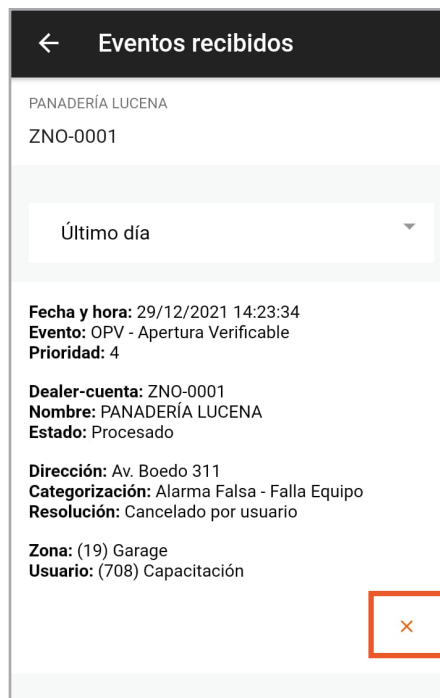 Eventos recibidos
PANADERÍA LUCENA
ZNO-0001
Último día
Fecha y hora: 29/12/2021 14:23:34
Evento: OPV - Apertura Verificable
Prioridad: 4
Dealer-cuenta: ZNO-0001
Nombre: PANADERÍA LUCENA
Estado: Procesado
Dirección: Av. Boedo 311
Categorización: Alarma Falsa - Falla Equipo
Resolución: Cancelado por usuario
Zona: (19) Garage
Usuario: (708) Capacitación